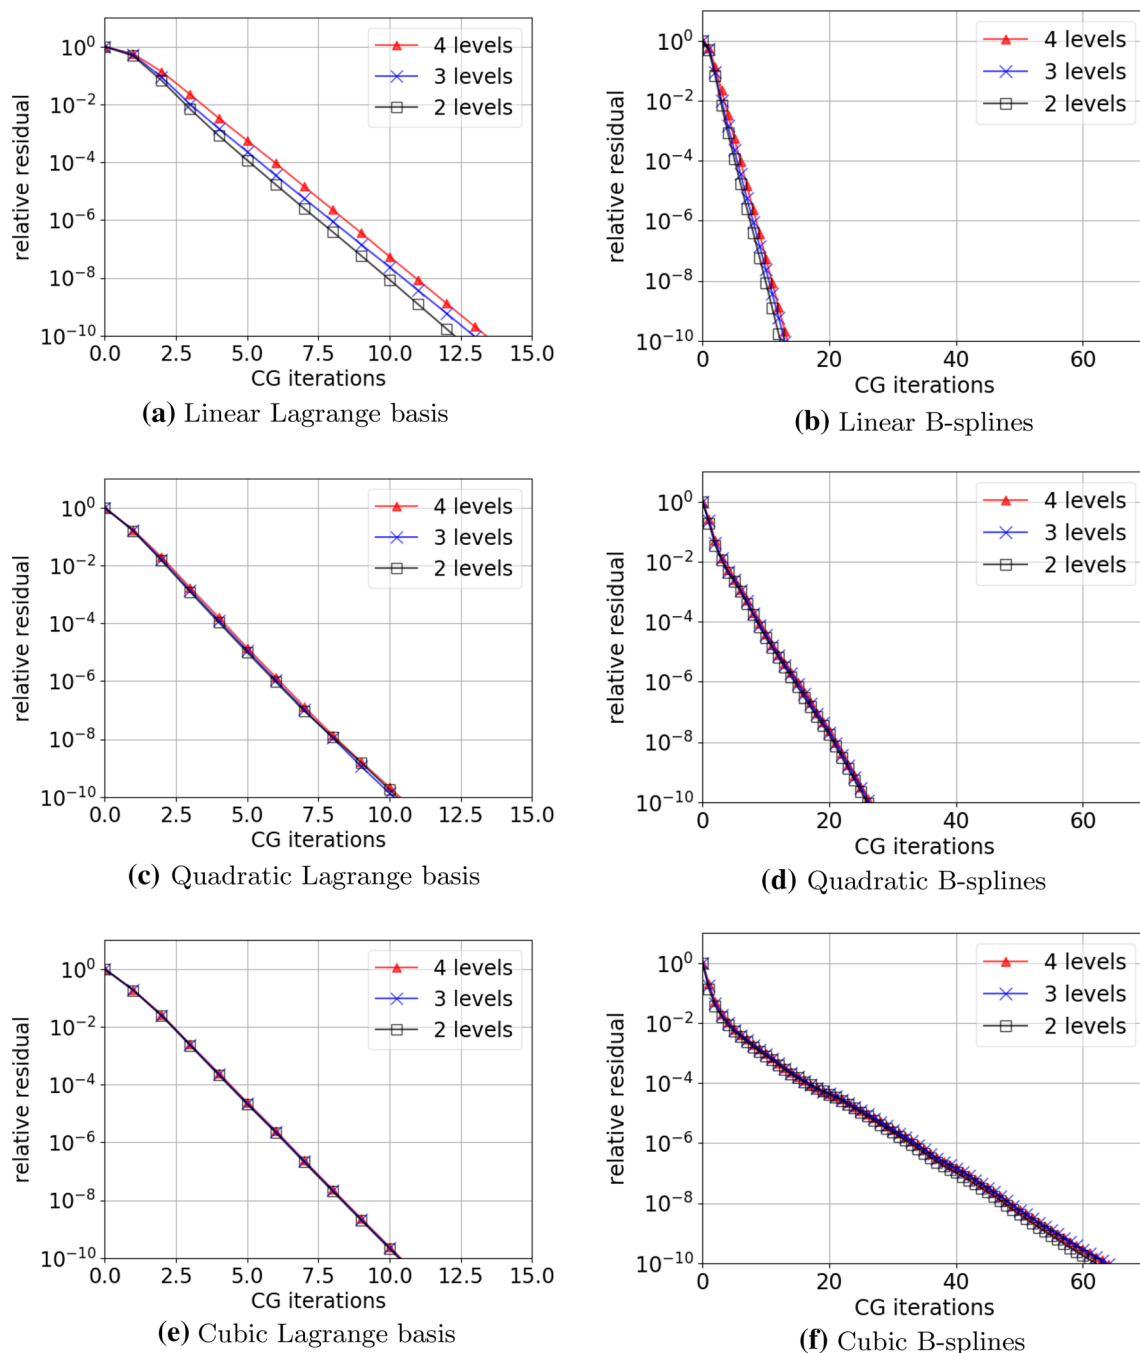 10^0
10^-2
10^-4
10^-6
10^-8
10^-10
relative residual
4 levels
3 levels
2 levels
0.0 2.5 5.0 7.5 10.0 12.5 15.0
CG iterations
(a) Linear Lagrange basis
10^0
10^-2
10^-4
10^-6
10^-8
10^-10
relative residual
4 levels
3 levels
2 levels
0 20 40 60
CG iterations
(b) Linear B-splines
10^0
10^-2
10^-4
10^-6
10^-8
10^-10
relative residual
4 levels
3 levels
2 levels
0.0 2.5 5.0 7.5 10.0 12.5 15.0
CG iterations
(c) Quadratic Lagrange basis
10^0
10^-2
10^-4
10^-6
10^-8
10^-10
relative residual
4 levels
3 levels
2 levels
0 20 40 60
CG iterations
(d) Quadratic B-splines
10^0
10^-2
10^-4
10^-6
10^-8
10^-10
relative residual
4 levels
3 levels
2 levels
0.0 2.5 5.0 7.5 10.0 12.5 15.0
CG iterations
(e) Cubic Lagrange basis
10^0
10^-2
10^-4
10^-6
10^-8
10^-10
relative residual
4 levels
3 levels
2 levels
0 20 40 60
CG iterations
(f) Cubic B-splines